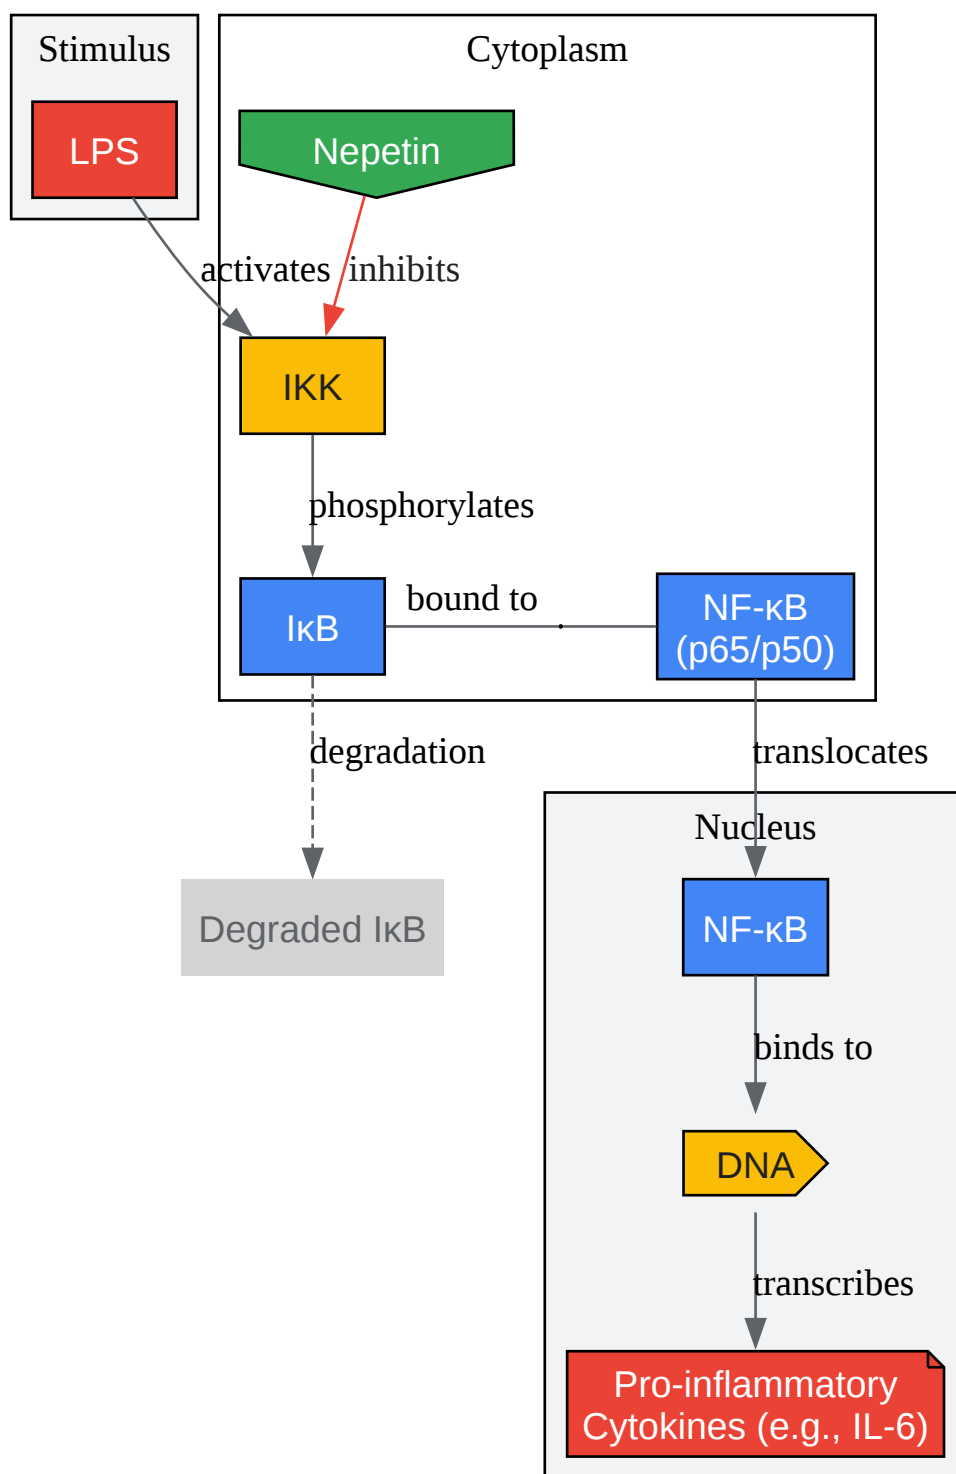 Stimulus
Cytoplasm
LPS
Nepetin
activates
inhibits
IKK
phosphorylates
IκB
bound to
NF-κB
(p65/p50)
degradation
translocates
Nucleus
Degraded IκB
NF-κB
binds to
DNA
transcribes
Pro-inflammatory
Cytokines (e.g., IL-6)